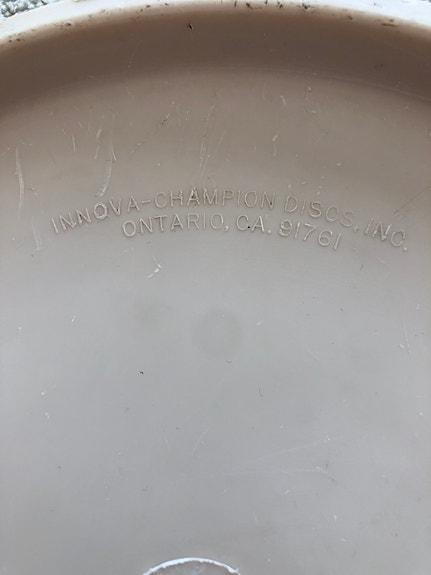 INNOVA-CHAMPION DISCS, INC.
ONTARIO, CA. 91761